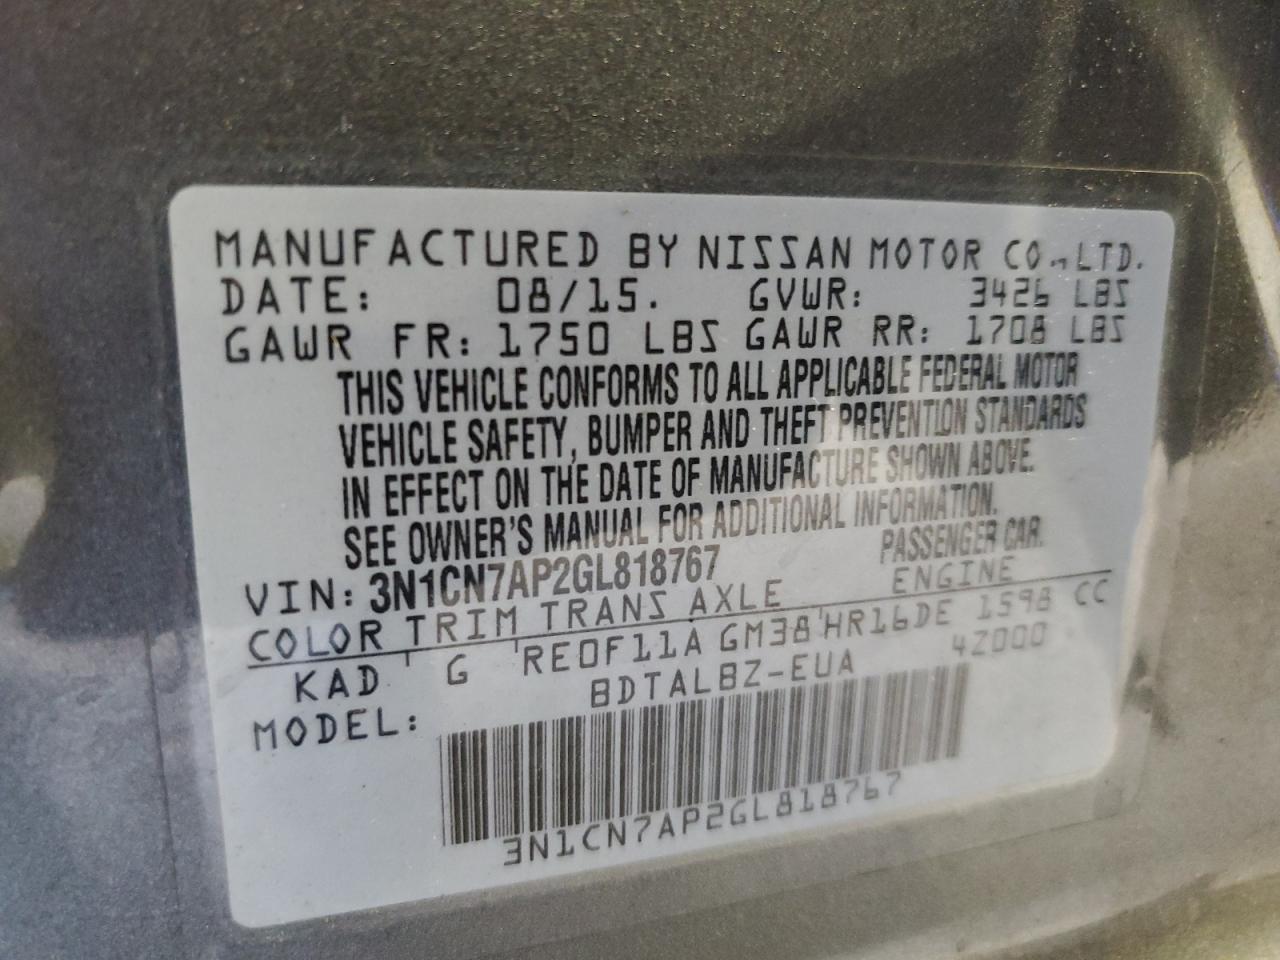 MANUFACTURED BY NISSAN MOTOR CO., LTD.
DATE: 08/15. GVWR: 3426 LBS
GAWR FR: 1750 LBS GAWR RR: 1708 LBS
THIS VEHICLE CONFORMS TO ALL APPLICABLE FEDERAL MOTOR
VEHICLE SAFETY, BUMPER AND THEFT PREVENTION STANDARDS
IN EFFECT ON THE DATE OF MANUFACTURE SHOWN ABOVE.
SEE OWNER'S MANUAL FOR ADDITIONAL INFORMATION.
VIN: 3N1CN7AP2GL818767 PASSENGER CAR.
COLOR TRIM TRANS AXLE ENGINE
KAD G RE0F11A GM38 HR16DE 1598 CC
MODEL: BDTALBZ-EUA 4Z000
3N1CN7AP2GL818767